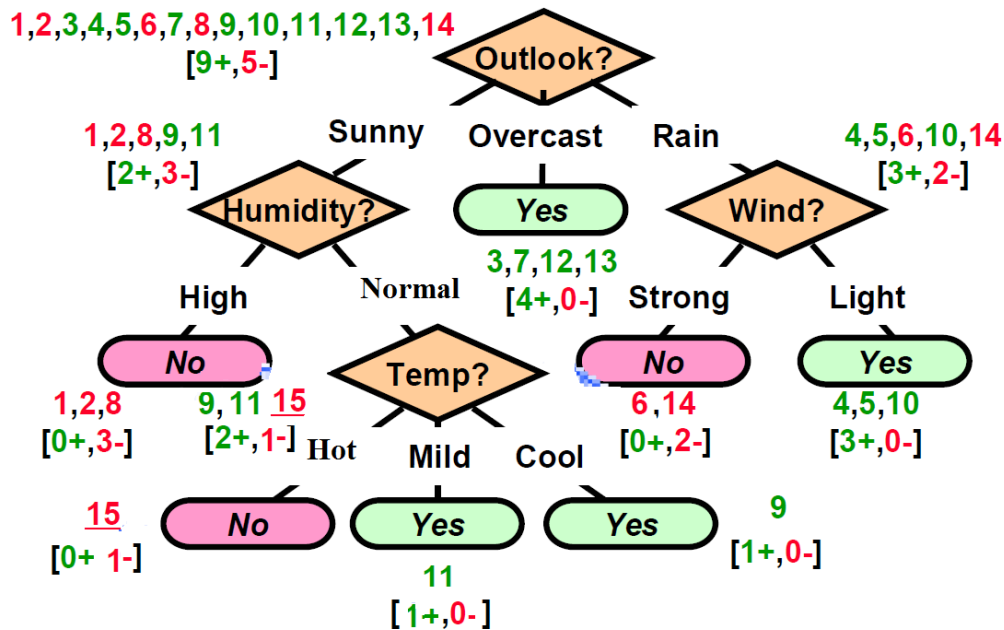 1,2,3,4,5,6,7,8,9,10,11,12,13,14
[9+,5-]
Outlook?
Sunny
Overcast
Rain
1,2,8,9,11
[2+,3-]
4,5,6,10,14
[3+,2-]
Humidity?
Yes
Wind?
3,7,12,13
[4+,0-]
High
Normal
Strong
Light
No
Temp?
No
Yes
1,2,8
[0+,3-]
9,11 15
[2+,1-]
6,14
[0+,2-]
4,5,10
[3+,0-]
Hot
Mild
Cool
15
[0+ 1-]
No
Yes
Yes
9
[1+,0-]
11
[1+,0-]